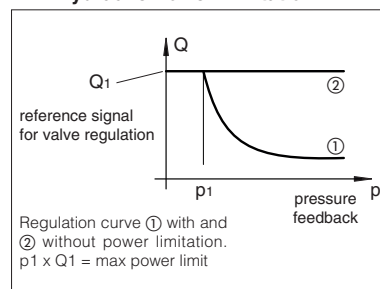 Q
Q1
②
reference signal
for valve regulation
①
p1
p
pressure
feedback
Regulation curve ① with and
② without power limitation.
p1 x Q1 = max power limit